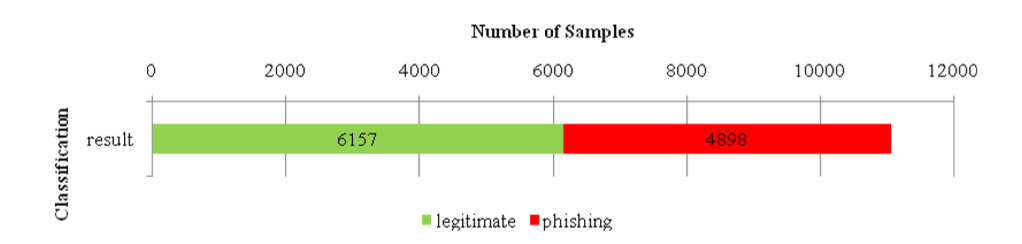 Number of Samples
0 2000 4000 6000 8000 10000 12000
Classification
result 6157 4898
legitimate phishing